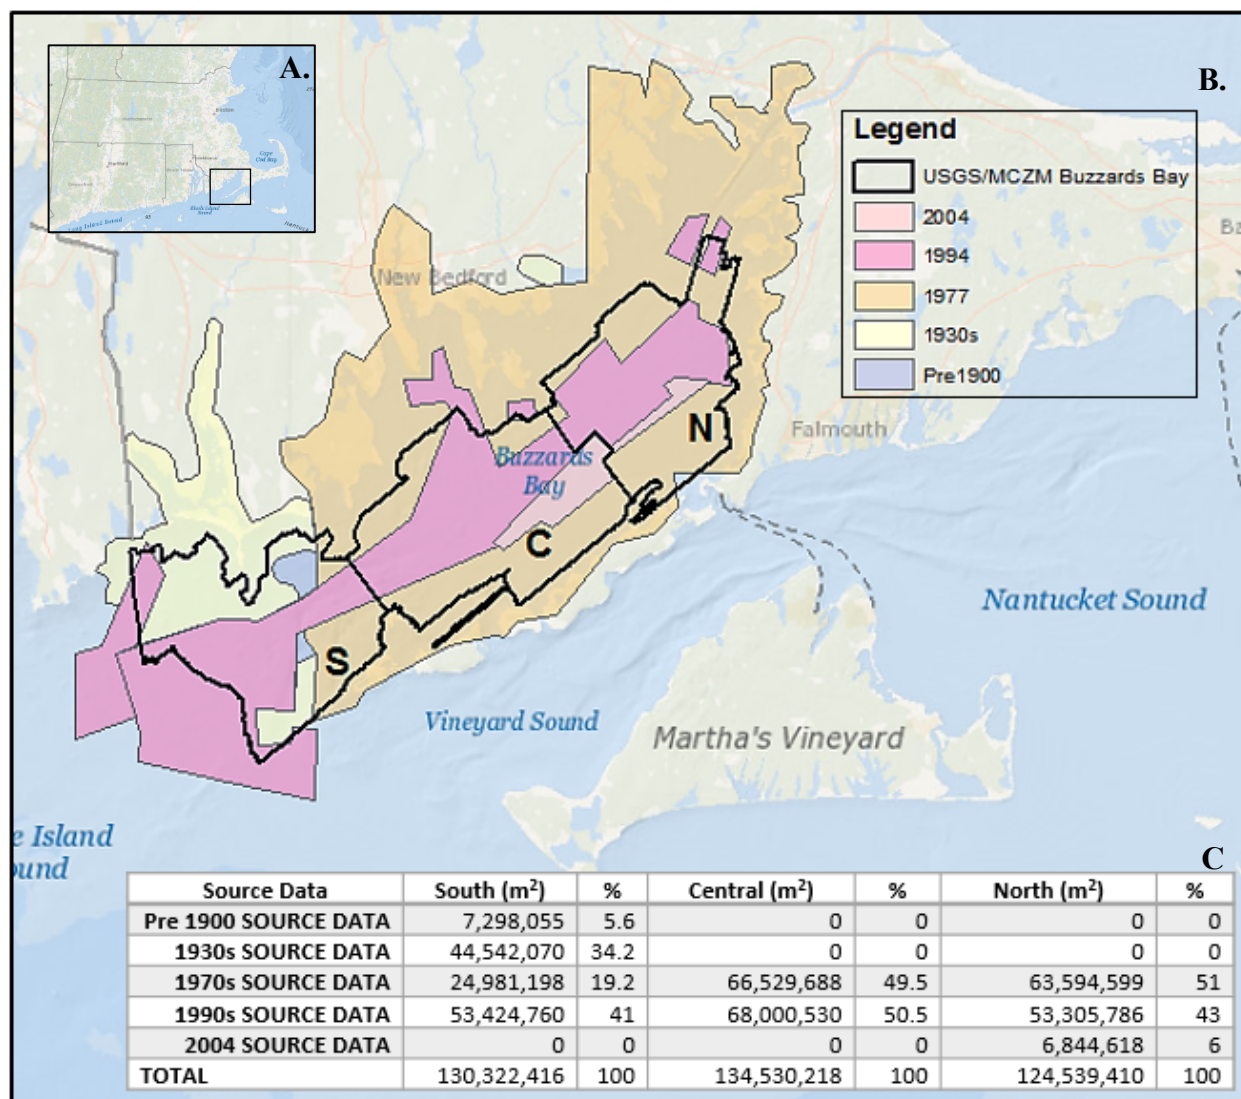 A.
B.
Legend
USGS/MCZM Buzzards Bay
2004
1994
1977
1930s
Pre1900
New Bedford
Falmouth
Ba
N
Buzzards
Bay
C
S
Nantucket Sound
Vineyard Sound
Martha's Vineyard
e Island
ound
C
Source Data South (m²) % Central (m²) % North (m²) %
Pre 1900 SOURCE DATA 7,298,055 5.6 0 0 0 0
1930s SOURCE DATA 44,542,070 34.2 0 0 0 0
1970s SOURCE DATA 24,981,198 19.2 66,529,688 49.5 63,594,599 51
1990s SOURCE DATA 53,424,760 41 68,000,530 50.5 53,305,786 43
2004 SOURCE DATA 0 0 0 0 6,844,618 6
TOTAL 130,322,416 100 134,530,218 100 124,539,410 100